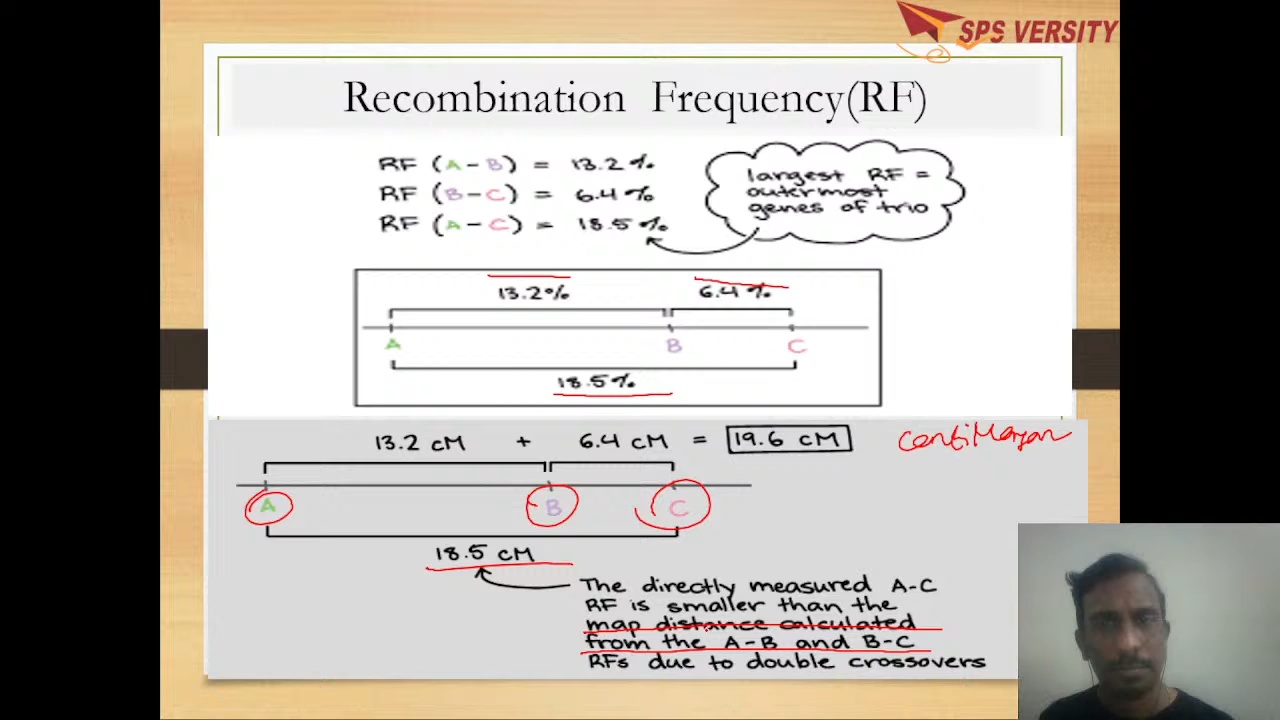 SPS VERSITY
Recombination Frequency(RF)
RF (A-B) = 13.2 %
RF (B-C) = 6.4 %
RF (A-C) = 18.5 %
largest RF =
outermost
genes of trio
13.2% 6.4 %
A B C
18.5%
13.2 cM + 6.4 cM = 19.6 cM
centiMorgan
A B C
18.5 cM
The directly measured A-C
RF is smaller than the
map distance calculated
from the A-B and B-C
RFs due to double crossovers